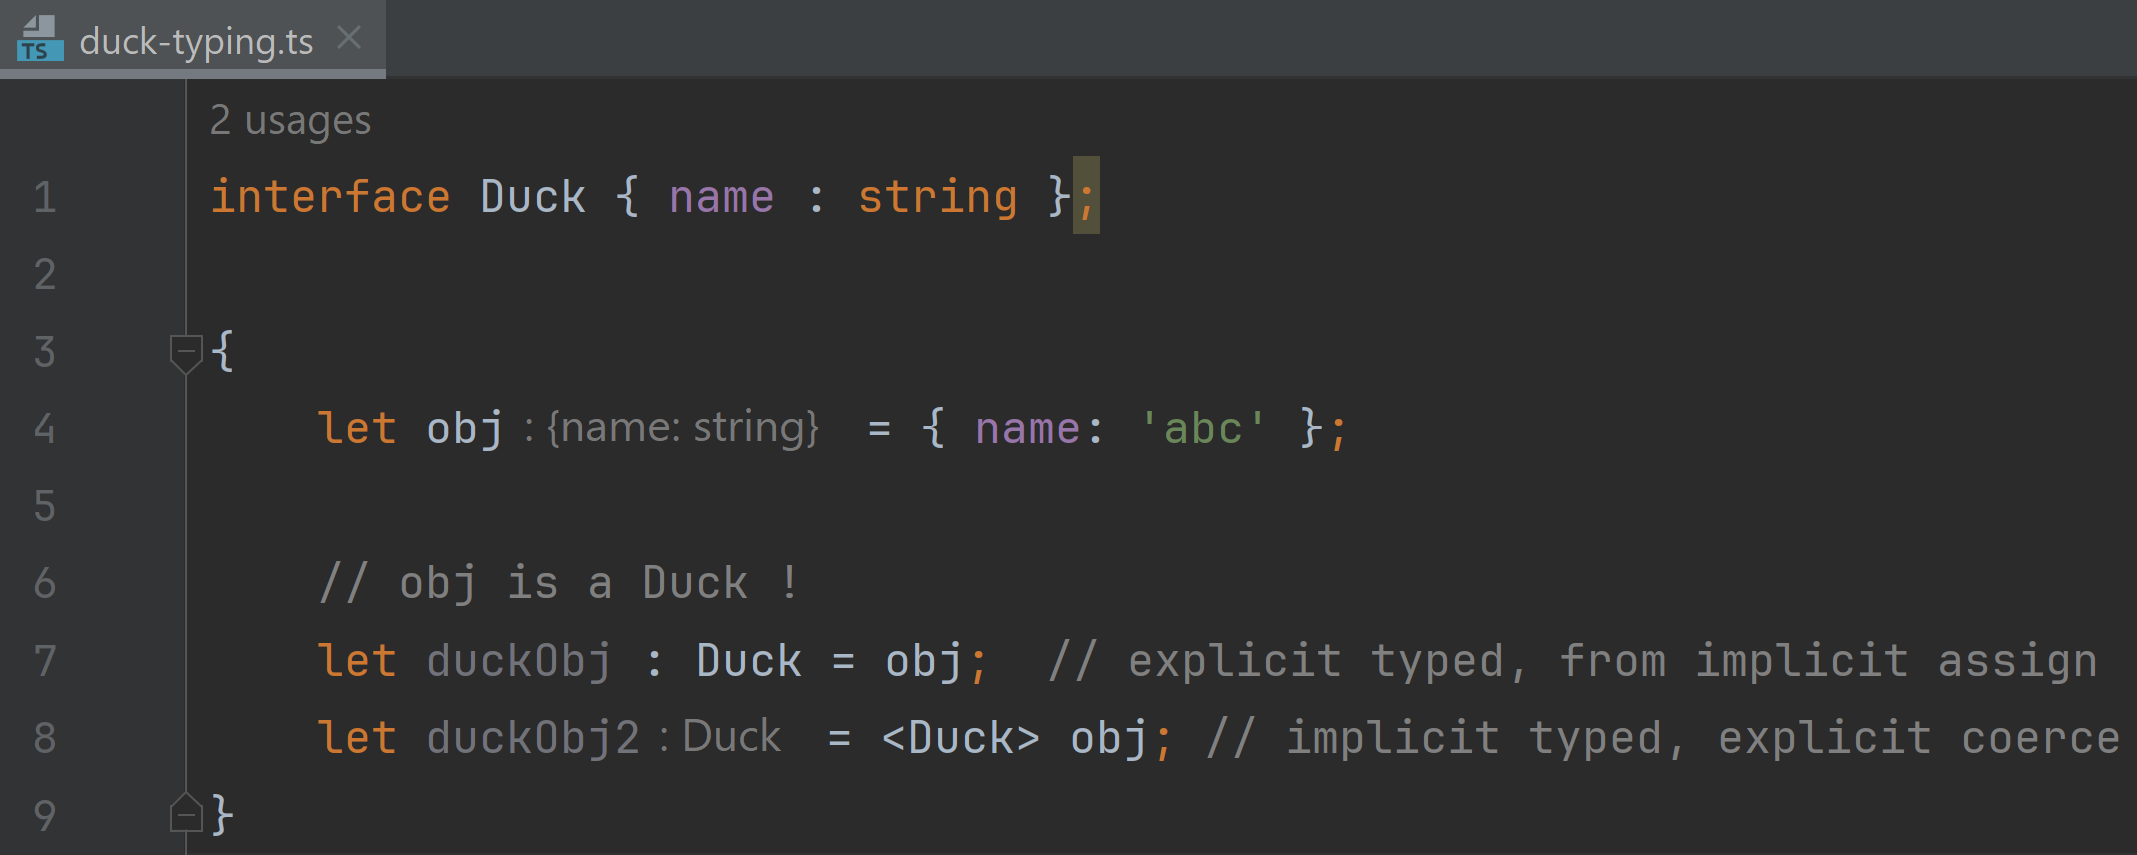 TS duck-typing.ts
2 usages
1 interface Duck { name : string };
2
3 {
4 let obj : {name: string} = { name: 'abc' };
5
6 // obj is a Duck !
7 let duckObj : Duck = obj; // explicit typed, from implicit assign
8 let duckObj2 : Duck = <Duck> obj; // implicit typed, explicit coerce
9 }